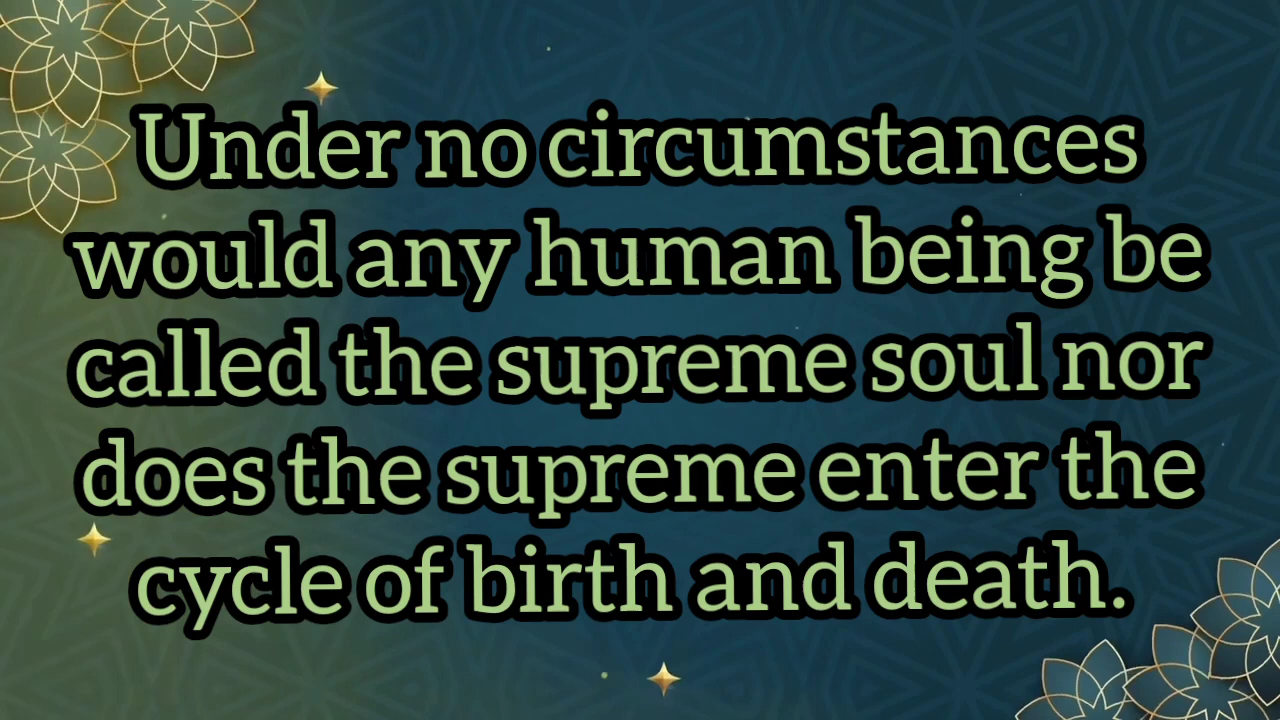 Under no circumstances
would any human being be
called the supreme soul nor
does the supreme enter the
cycle of birth and death.